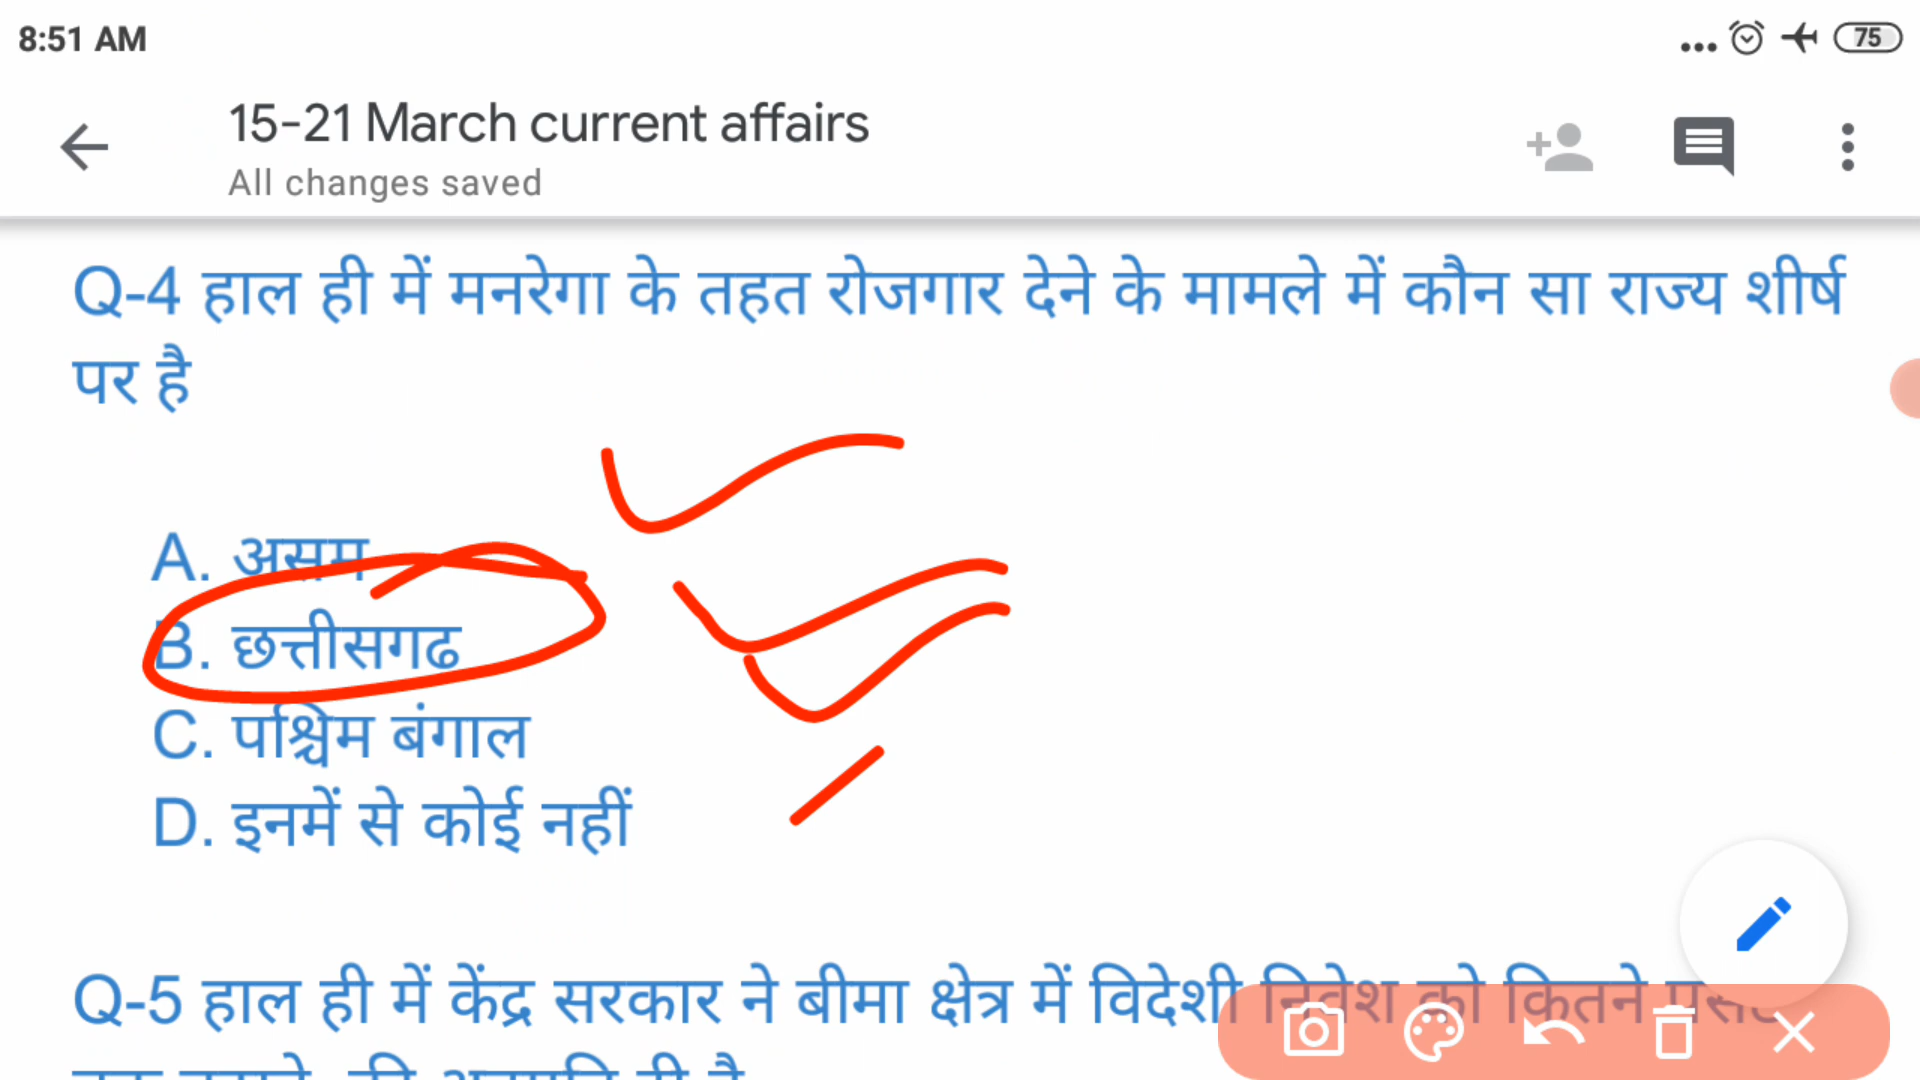 8:51 AM
75
15-21 March current affairs
All changes saved
Q-4 हाल ही में मनरेगा के तहत रोजगार देने के मामले में कौन सा राज्य शीर्ष
पर है
A. असम
B. छत्तीसगढ
C. पश्चिम बंगाल
D. इनमें से कोई नहीं
Q-5 हाल ही में केंद्र सरकार ने बीमा क्षेत्र में विदेशी निवेश को कितने